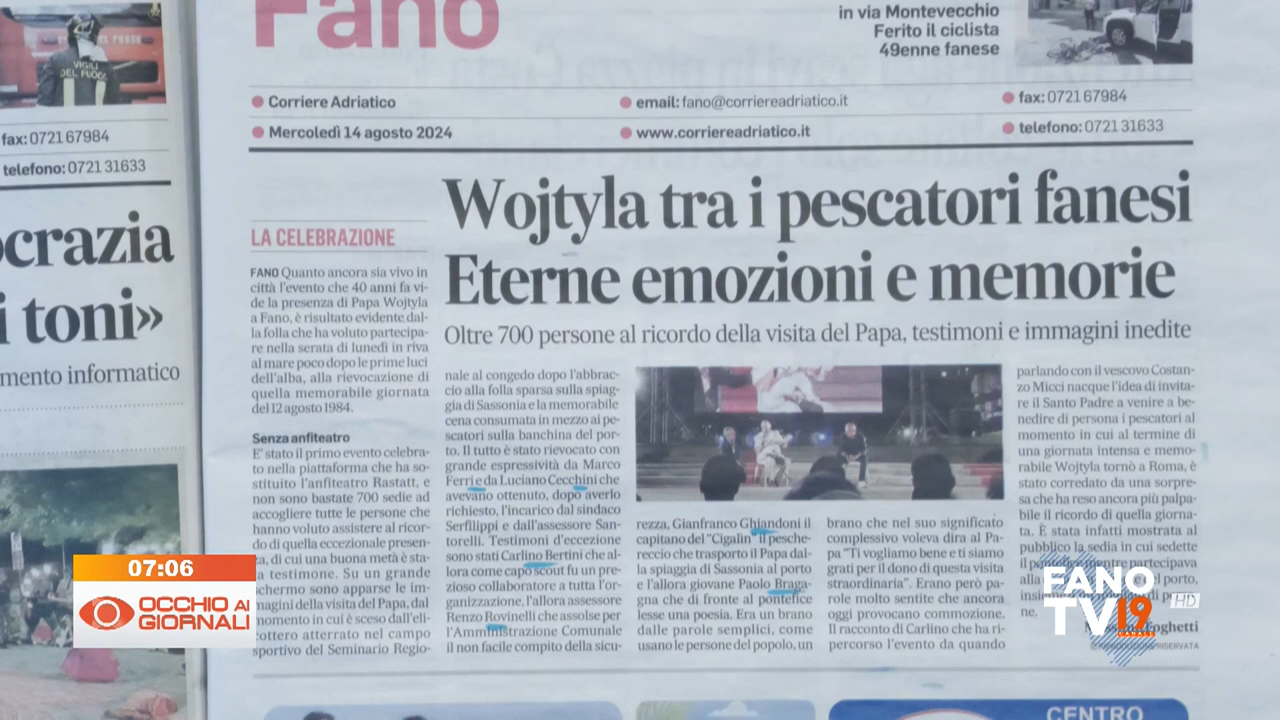 VIGILI
DEL FUOCO
fax: 0721 67984
telefono: 0721 31633
crazia
i toni»
mento informatico
Fano
in via Montevecchio
Ferito il ciclista
49enne fanese
Corriere Adriatico
email: fano@corriereadriatico.it
fax: 0721 67984
Mercoledì 14 agosto 2024
www.corriereadriatico.it
telefono: 0721 31633
Wojtyla tra i pescatori fanesi
Eterne emozioni e memorie
Oltre 700 persone al ricordo della visita del Papa, testimoni e immagini inedite
LA CELEBRAZIONE
FANO Quanto ancora sia vivo in
città l'evento che 40 anni fa vi-
de la presenza di Papa Wojtyla
a Fano, è risultato evidente dal-
la folla che ha voluto partecipa-
re nella serata di lunedì in riva
al mare poco dopo le prime luci
dell'alba, alla rievocazione di
quella memorabile giornata
del 12 agosto 1984.
Senza anfiteatro
E' stato il primo evento celebra-
to nella piattaforma che ha so-
stituito l'anfiteatro Rastatt, e
non sono bastate 700 sedie ad
accogliere tutte le persone che
hanno voluto assistere al ricor-
do di quella eccezionale presen-
za, di cui una buona metà è sta-
a testimone. Su un grande
schermo sono apparse le im-
magini della visita del Papa, dal
momento in cui è sceso dall'eli-
ottero atterrato nel campo
sportivo del Seminario Regio-
nale al congedo dopo l'abbrac-
cio alla folla sparsa sulla spiag-
gia di Sassonia e la memorabile
cena consumata in mezzo ai pe-
scatori sulla banchina del por-
to. Il tutto è stato rievocato con
grande espressività da Marco
Ferri e da Luciano Cecchini che
avevano ottenuto, dopo averlo
richiesto, l'incarico dal sindaco
Serfilippi e dall'assessore San-
torelli. Testimoni d'eccezione
sono stati Carlino Bertini che al-
lora come capo scout fu un pre-
zioso collaboratore a tutta l'or-
ganizzazione, l'allora assessore
Renzo Rovinelli che assolse per
l'Amministrazione Comunale
il non facile compito della sicu-
rezza, Gianfranco Ghiandoni il
capitano del "Cigalin" il pesche-
reccio che trasporto il Papa dal-
la spiaggia di Sassonia al porto
e l'allora giovane Paolo Braga-
gna che di fronte al pontefice
lesse una poesia. Era un brano
dalle parole semplici, come
usano le persone del popolo, un
brano che nel suo significato
complessivo voleva dira al Pa-
pa "Ti vogliamo bene e ti siamo
grati per il dono di questa visita
straordinaria". Erano però pa-
role molto sentite che ancora
oggi provocano commozione.
Il racconto di Carlino che ha ri-
percorso l'evento da quando
parlando con il vescovo Costan-
zo Micci nacque l'idea di invita-
re il Santo Padre a venire a be-
nedire di persona i pescatori al
momento in cui al termine di
una giornata intensa e memo-
rabile Wojtyla tornò a Roma, è
stato corredato da una sorpre-
sa che ha reso ancora più palpa-
bile il ricordo di quella giorna-
ta. È stata infatti mostrata al
pubblico la sedia in cui sedette
partecipava
porto,
ne.
Foghetti
RISERVATA
CENTRO
07:06
OCCHIO AI
GIORNALI
FANO
TV 19
HD